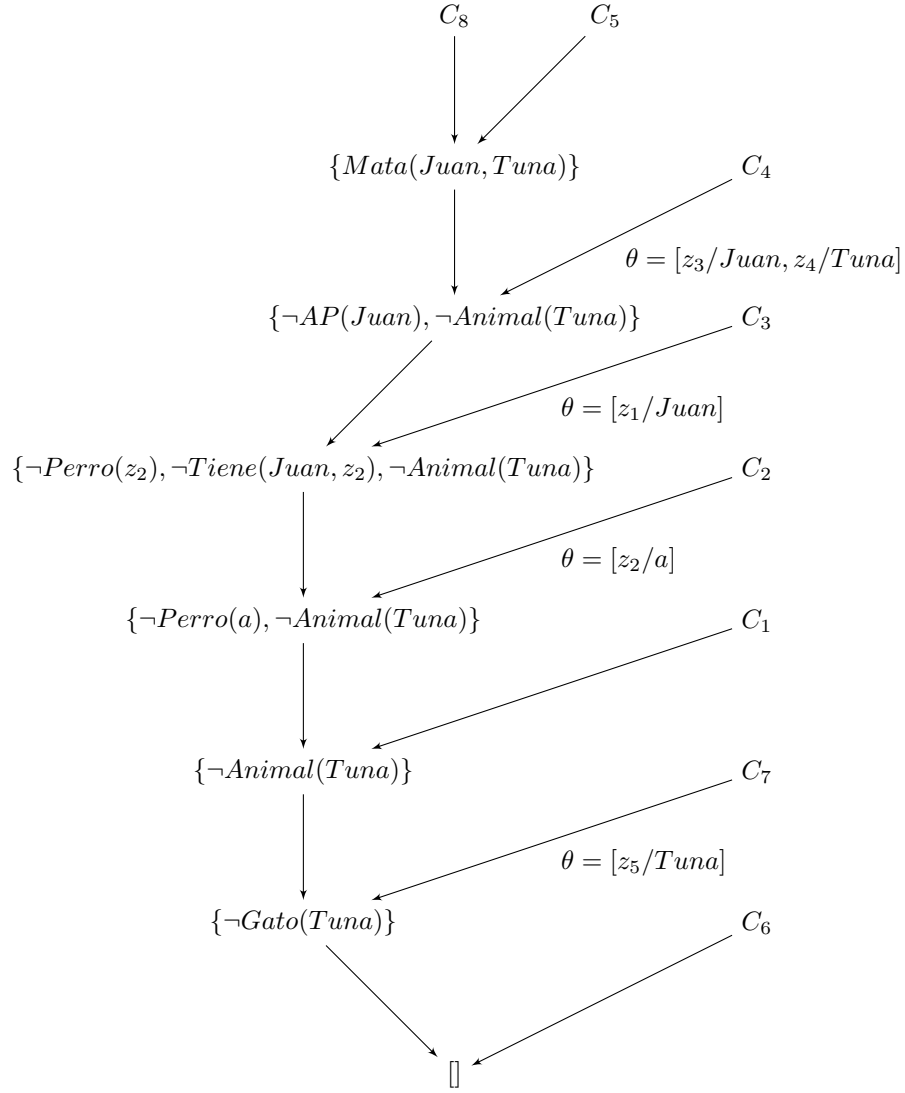 C₈ C₅
{Mata(Juan, Tuna)} C₄
θ = [z₃/Juan, z₄/Tuna]
{¬AP(Juan), ¬Animal(Tuna)} C₃
θ = [z₁/Juan]
{¬Perro(z₂), ¬Tiene(Juan, z₂), ¬Animal(Tuna)} C₂
θ = [z₂/a]
{¬Perro(a), ¬Animal(Tuna)} C₁
{¬Animal(Tuna)} C₇
θ = [z₅/Tuna]
{¬Gato(Tuna)} C₆
[]